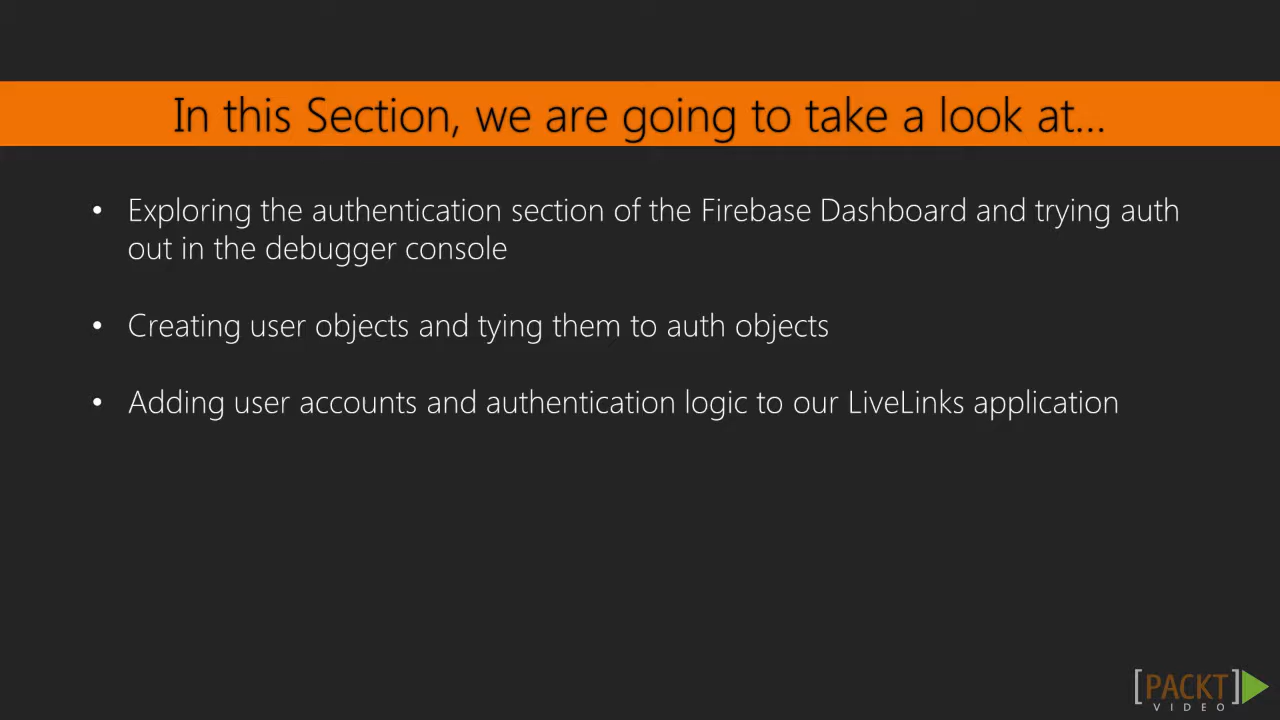 In this Section, we are going to take a look at...
• Exploring the authentication section of the Firebase Dashboard and trying auth
out in the debugger console
• Creating user objects and tying them to auth objects
• Adding user accounts and authentication logic to our LiveLinks application
[PACKT]
VIDEO